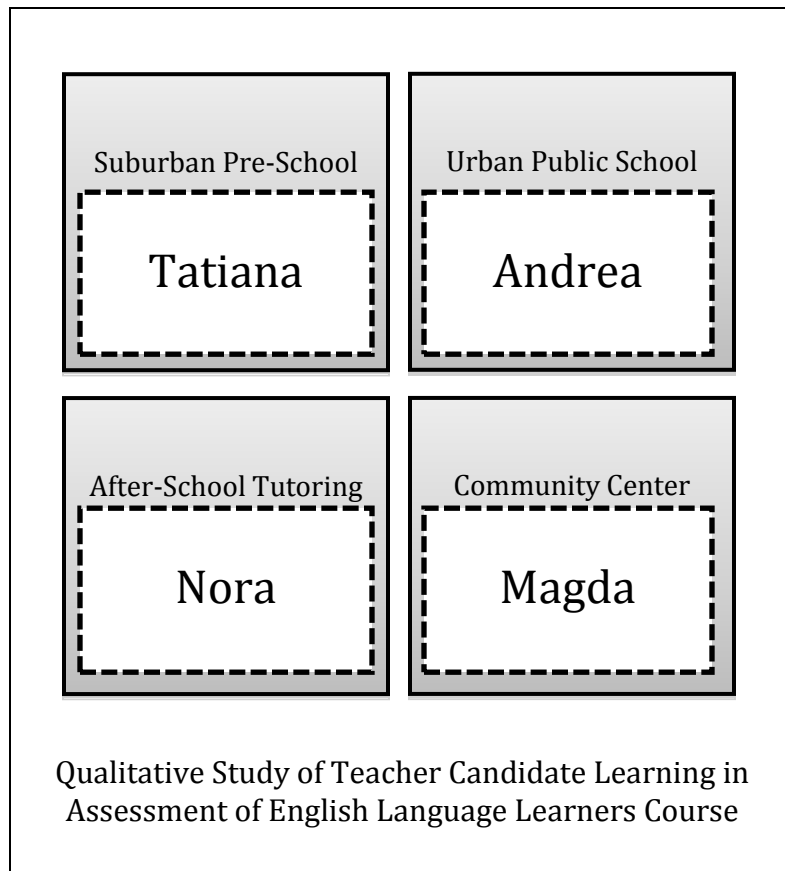 Suburban Pre-School
Tatiana
Urban Public School
Andrea
After-School Tutoring
Nora
Community Center
Magda
Qualitative Study of Teacher Candidate Learning in
Assessment of English Language Learners Course